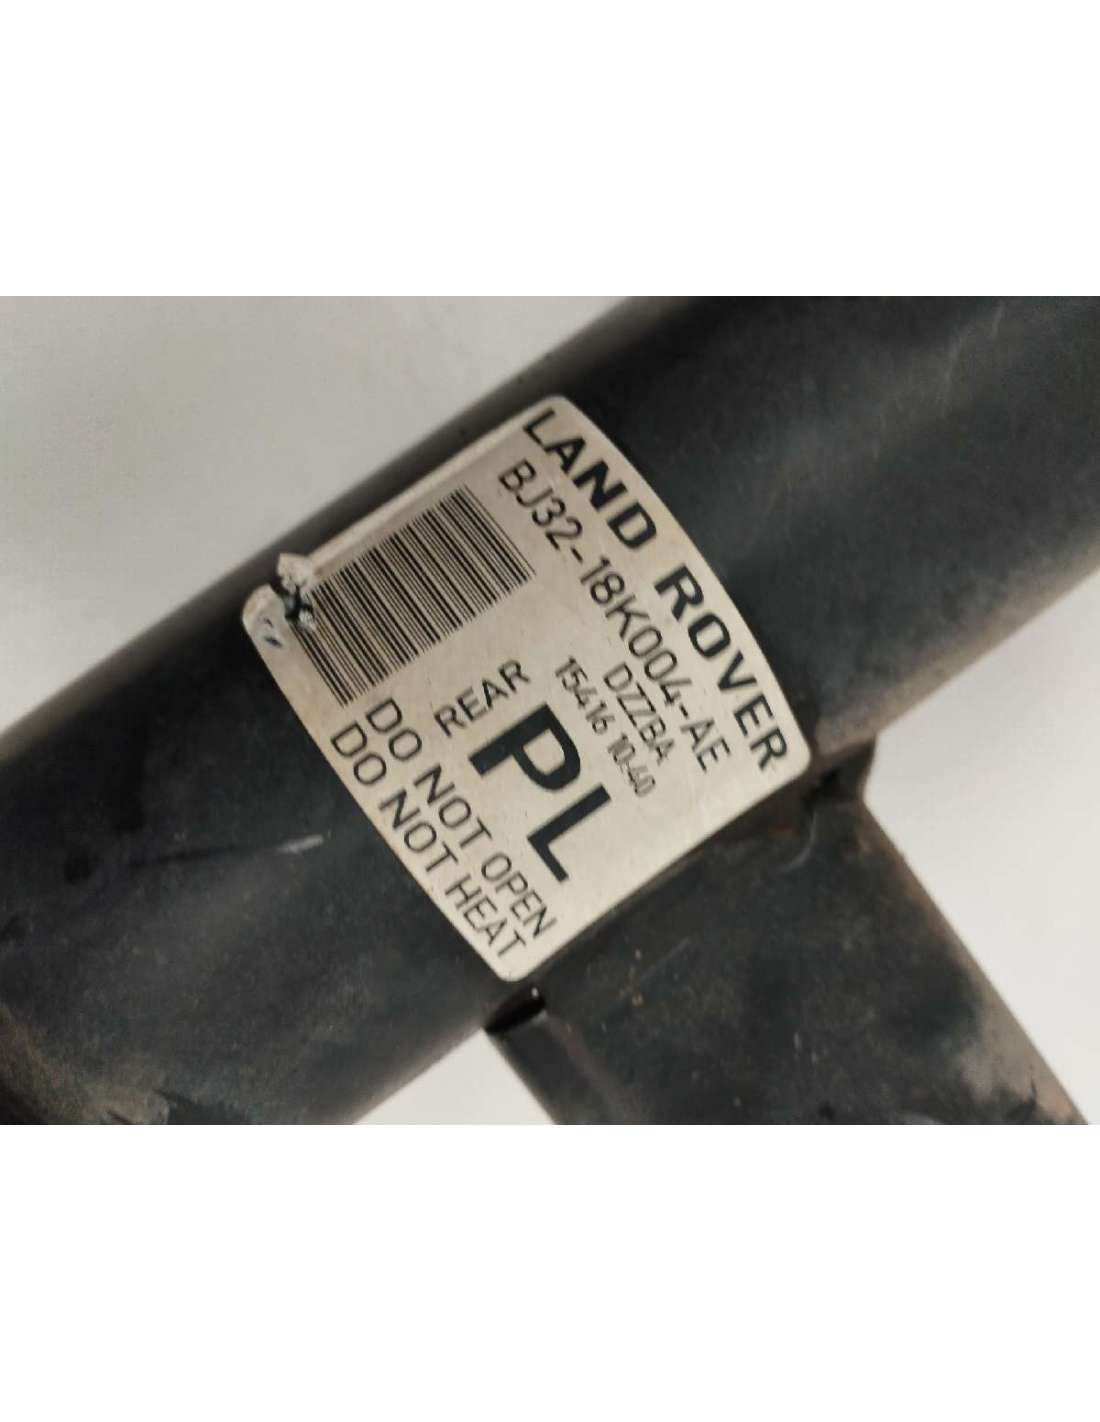 LAND ROVER
BJ32-18K004-AE
DZZBA
15416 10:40
REAR
PL
DO NOT OPEN
DO NOT HEAT